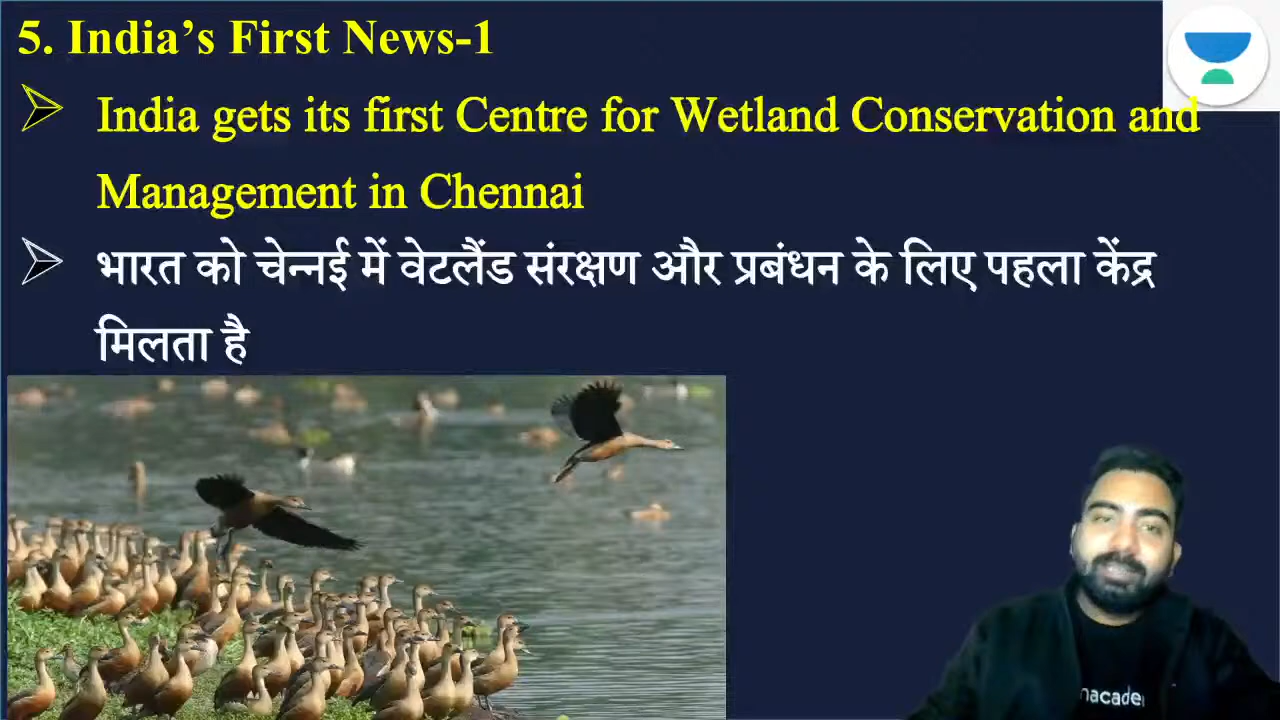 5. India’s First News-1
India gets its first Centre for Wetland Conservation and
Management in Chennai
भारत को चेन्नई में वेटलैंड संरक्षण और प्रबंधन के लिए पहला केंद्र
मिलता है
nacade